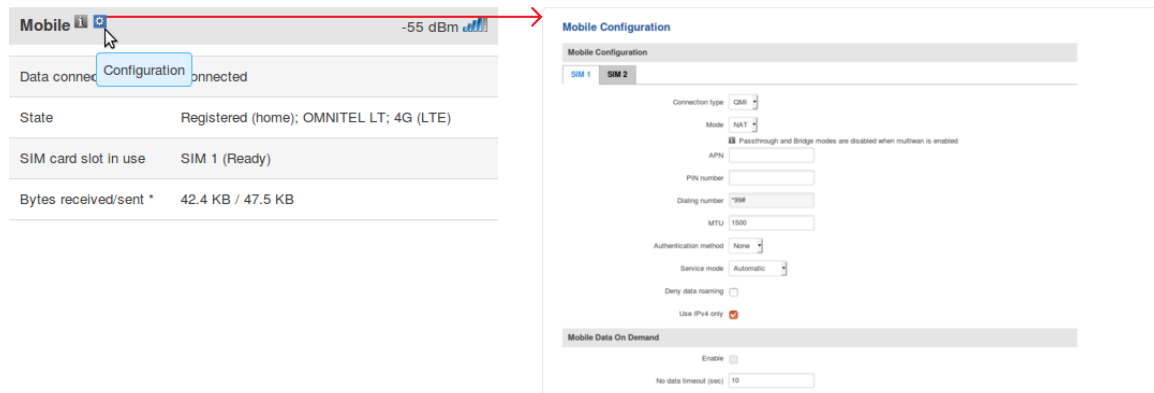 Mobile
-55 dBm
Configuration
Data connec
onnected
State
Registered (home); OMNITEL LT; 4G (LTE)
SIM card slot in use
SIM 1 (Ready)
Bytes received/sent *
42.4 KB / 47.5 KB
Mobile Configuration
Mobile Configuration
SIM 1
SIM 2
Connection type
QMI
Mode
NAT
Passthrough and Bridge modes are disabled when multiwan is enabled
APN
PIN number
Dialing number
*99#
MTU
1500
Authentication method
None
Service mode
Automatic
Deny data roaming
Use IPv4 only
Mobile Data On Demand
Enable
No data timeout (sec)
10